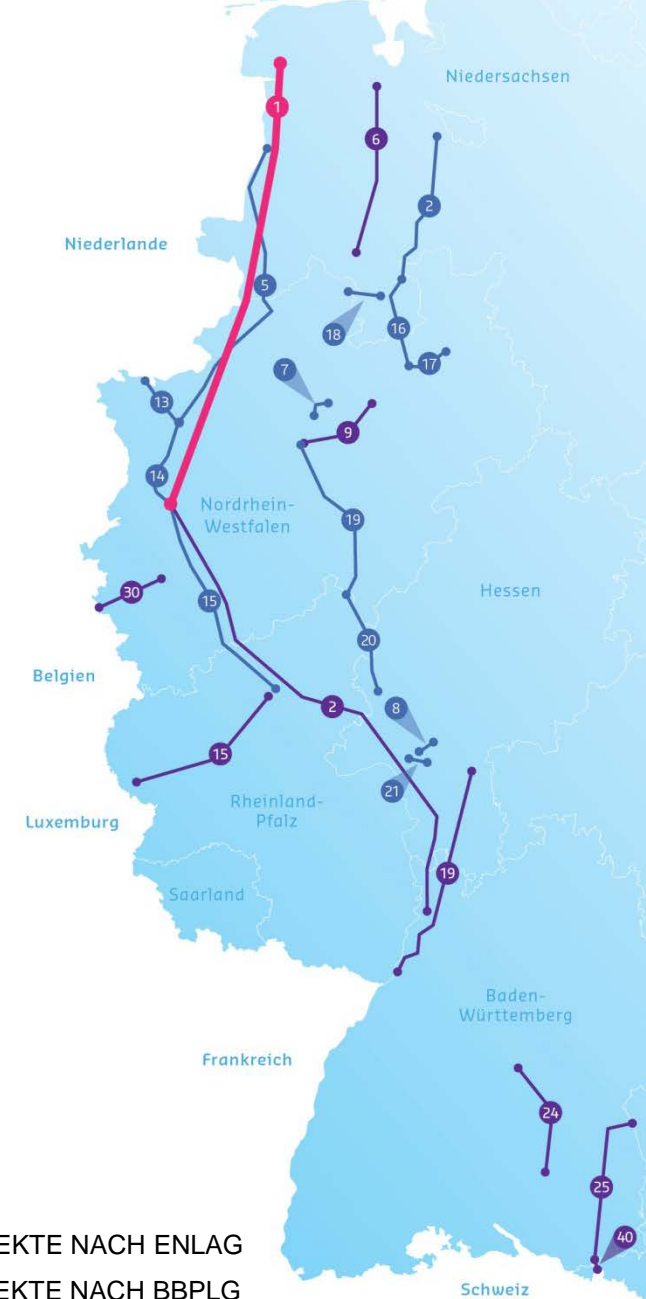 Niedersachsen
1
6
2
Niederlande
5
18
16
17
7
13
9
14
Nordrhein-
Westfalen
19
Hessen
30
15
20
Belgien
2
8
15
21
Rheinland-
Pfalz
Luxemburg
19
Saarland
Baden-
Württemberg
Frankreich
24
25
40
EKTE NACH ENLAG
EKTE NACH BBPLG
Schweiz